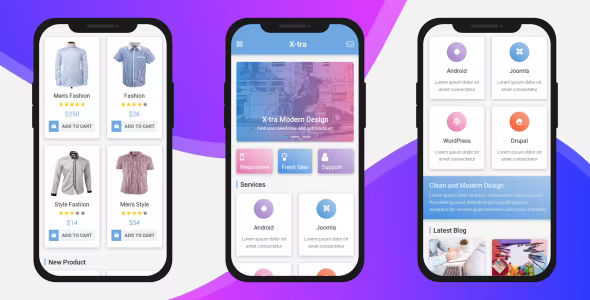 Men's Fashion
$350
ADD TO CART
Fashion
$26
ADD TO CART
Style Fashion
$14
ADD TO CART
Men's Style
$54
ADD TO CART
New Product
X-tra
X-tra Modern Design
Find your need now and get discount
Responsive
Fresh Idea
Support
Services
Android
Lorem ipsum dolor sit
amet consectetur
Joomla
Lorem ipsum dolor sit
amet consectetur
Android
Lorem ipsum dolor sit
amet consectetur
Joomla
Lorem ipsum dolor sit
amet consectetur
WordPress
Lorem ipsum dolor sit
amet consectetur
Drupal
Lorem ipsum dolor sit
amet consectetur
Clean and Modern Design
Latest Blog